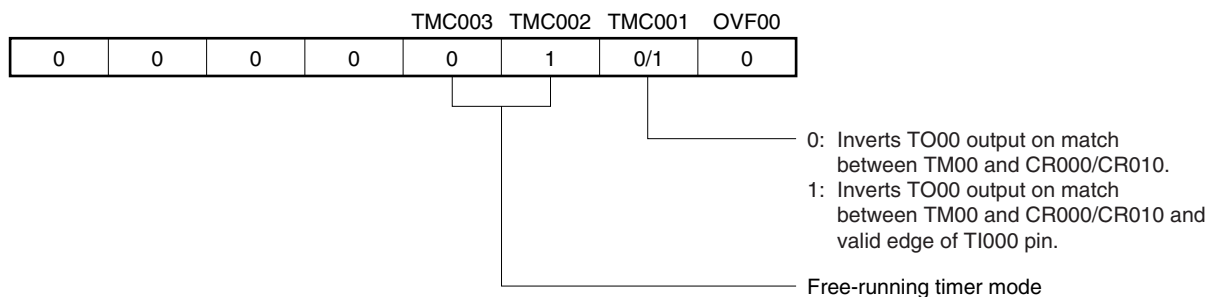 TMC003 TMC002 TMC001 OVF00
0 0 0 0 0 1 0/1 0
0: Inverts TO00 output on match
between TM00 and CR000/CR010.
1: Inverts TO00 output on match
between TM00 and CR000/CR010 and
valid edge of TI000 pin.
Free-running timer mode